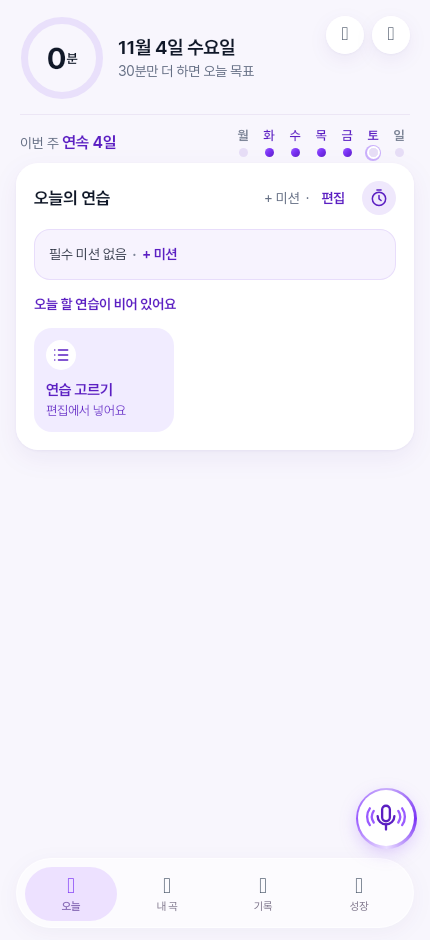 0분
11월 4일 수요일
30분만 더 하면 오늘 목표
이번 주 연속 4일
월 화 수 목 금 토 일
오늘의 연습
+ 미션 · 편집
필수 미션 없음 · + 미션
오늘 할 연습이 비어 있어요
연습 고르기
편집에서 넣어요
오늘 내 곡 기록 성장